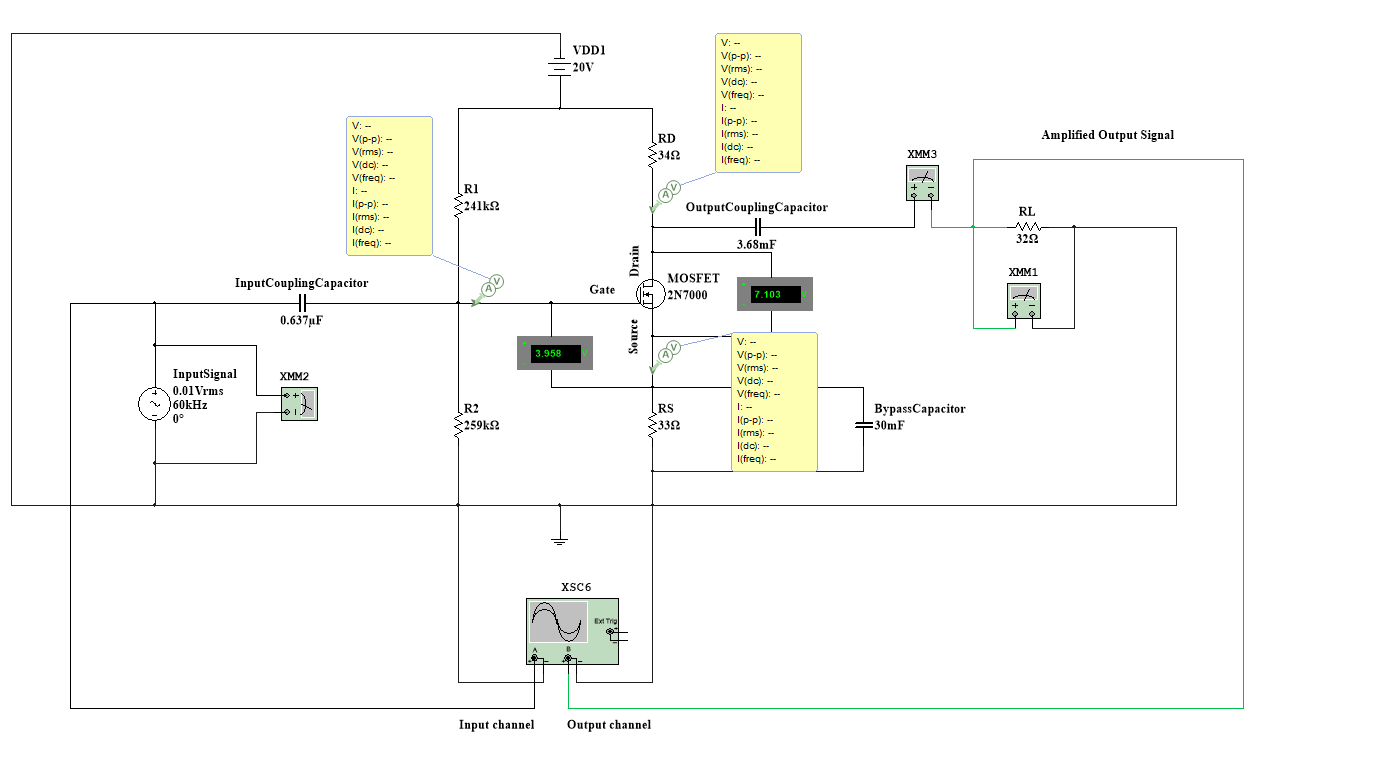 VDD1
20V
V: --
V(p-p): --
V(rms): --
V(dc): --
V(freq): --
I: --
I(p-p): --
I(rms): --
I(dc): --
I(freq): --
V: --
V(p-p): --
V(rms): --
V(dc): --
V(freq): --
I: --
I(p-p): --
I(rms): --
I(dc): --
I(freq): --
Amplified Output Signal
RD
34Ω
XMM3
+ -
A V
R1
241kΩ
OutputCouplingCapacitor
3.68mF
RL
32Ω
Drain
XMM1
+ -
InputCouplingCapacitor
0.637µF
A V
Gate
MOSFET
2N7000
7.103
Source
3.958
A V
V: --
V(p-p): --
V(rms): --
V(dc): --
V(freq): --
I: --
I(p-p): --
I(rms): --
I(dc): --
I(freq): --
InputSignal
0.01Vrms
60kHz
0°
XMM2
R2
259kΩ
RS
33Ω
BypassCapacitor
30mF
XSC6
Ext Trig
A B
Input channel
Output channel